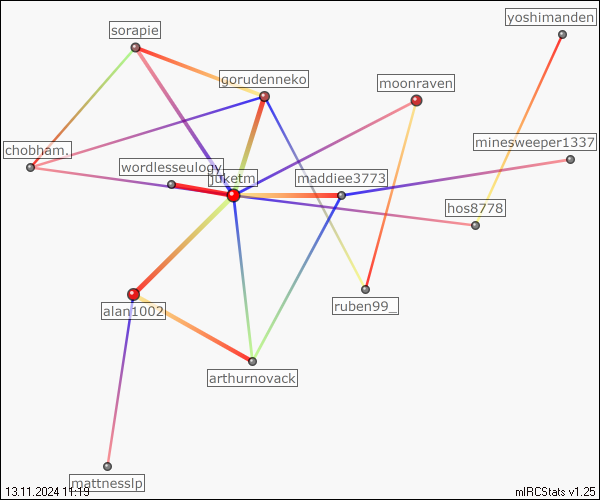 yoshimanden
sorapie
gorudenneko
moonraven
minesweeper1337
chobham.
wordlesseulogy
juketm
maddiee3773
hos8778
ruben99_
alan1002
arthurnovack
mattnesslp
13.11.2024 11:19
mIRCStats v1.25